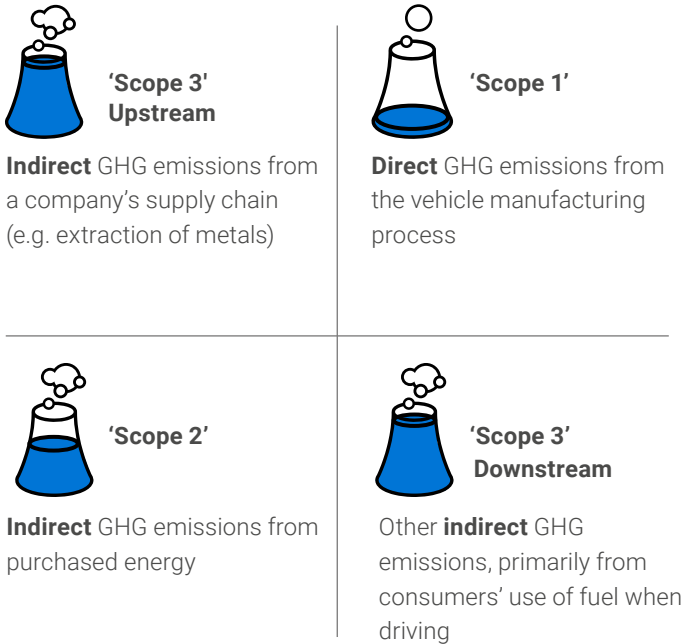 ‘Scope 3'
Upstream
Indirect GHG emissions from
a company’s supply chain
(e.g. extraction of metals)
‘Scope 1’
Direct GHG emissions from
the vehicle manufacturing
process
‘Scope 2’
Indirect GHG emissions from
purchased energy
‘Scope 3’
Downstream
Other indirect GHG
emissions, primarily from
consumers’ use of fuel when
driving